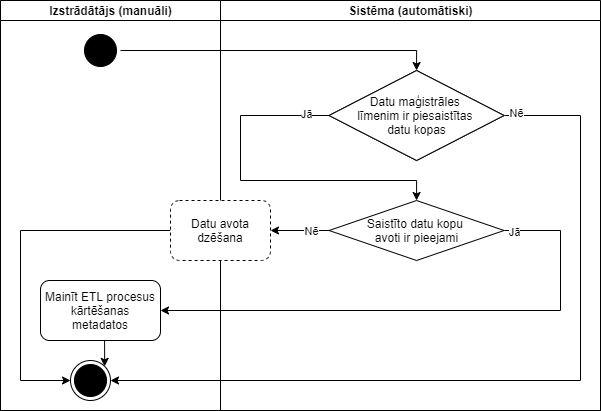 Izstrādātājs (manuāli)
Sistēma (automātiski)
Datu maģistrāles
līmenim ir piesaistītas
datu kopas
Jā
Nē
Saistīto datu kopu
avoti ir pieejami
Nē
Jā
Datu avota
dzēšana
Mainīt ETL procesus
kārtēšanas
metadatos